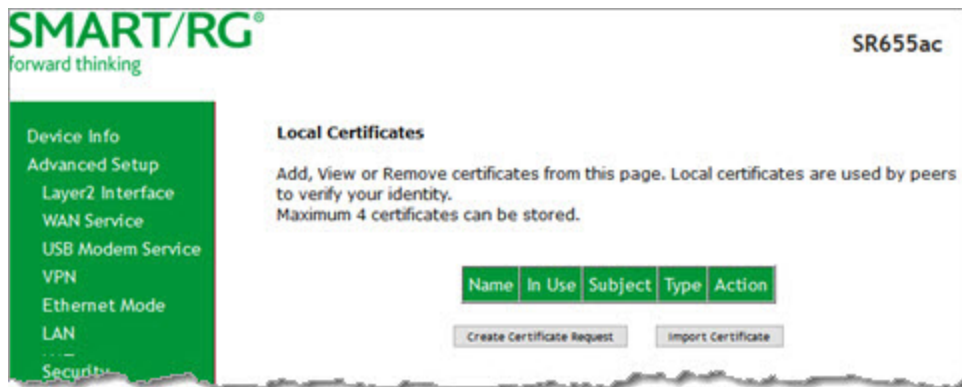 SMART/RG®
forward thinking
SR655ac
Device Info
Advanced Setup
Layer2 Interface
WAN Service
USB Modem Service
VPN
Ethernet Mode
LAN
Security
Local Certificates
Add, View or Remove certificates from this page. Local certificates are used by peers
to verify your identity.
Maximum 4 certificates can be stored.
Name In Use Subject Type Action
Create Certificate Request Import Certificate